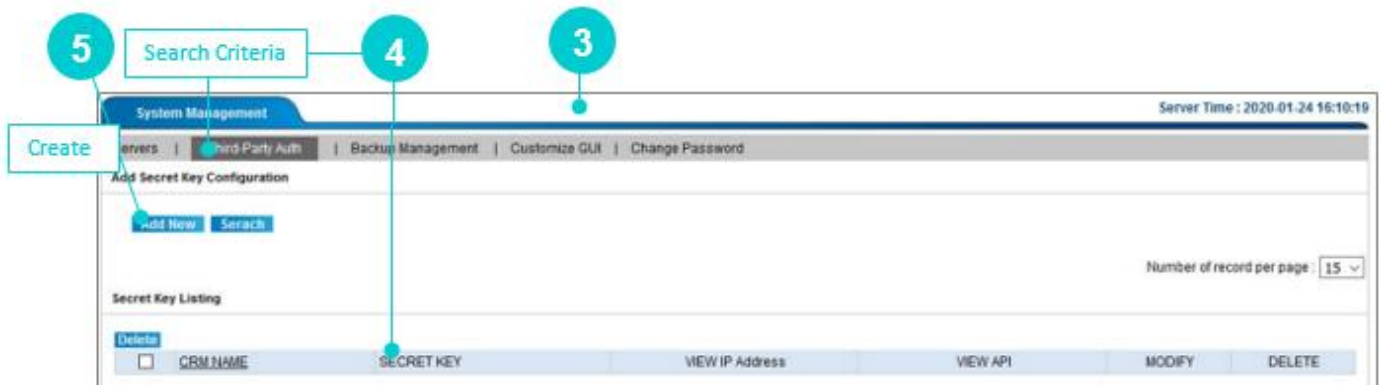 5
Search Criteria
4
3
System Management
Server Time : 2020-01-24 16:10:19
Create
ervers | Third-Party Auth | Backup Management | Customize GUI | Change Password
Add Secret Key Configuration
Add New Serach
Number of record per page : 15
Secret Key Listing
Delete
CRM NAME SECRET KEY VIEW IP Address VIEW API MODIFY DELETE